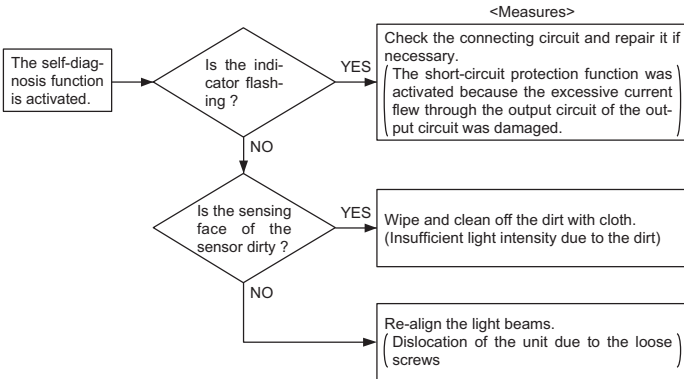 <Measures>
The self-diag-
nosis function
is activated.
Is the indi-
cator flash-
ing ?
YES
Check the connecting circuit and repair it if
necessary.
(The short-circuit protection function was
activated because the excessive current
flew through the output circuit of the out-
put circuit was damaged.)
NO
Is the sensing
face of the
sensor dirty ?
YES
Wipe and clean off the dirt with cloth.
(Insufficient light intensity due to the dirt)
NO
Re-align the light beams.
(Dislocation of the unit due to the loose
screws)